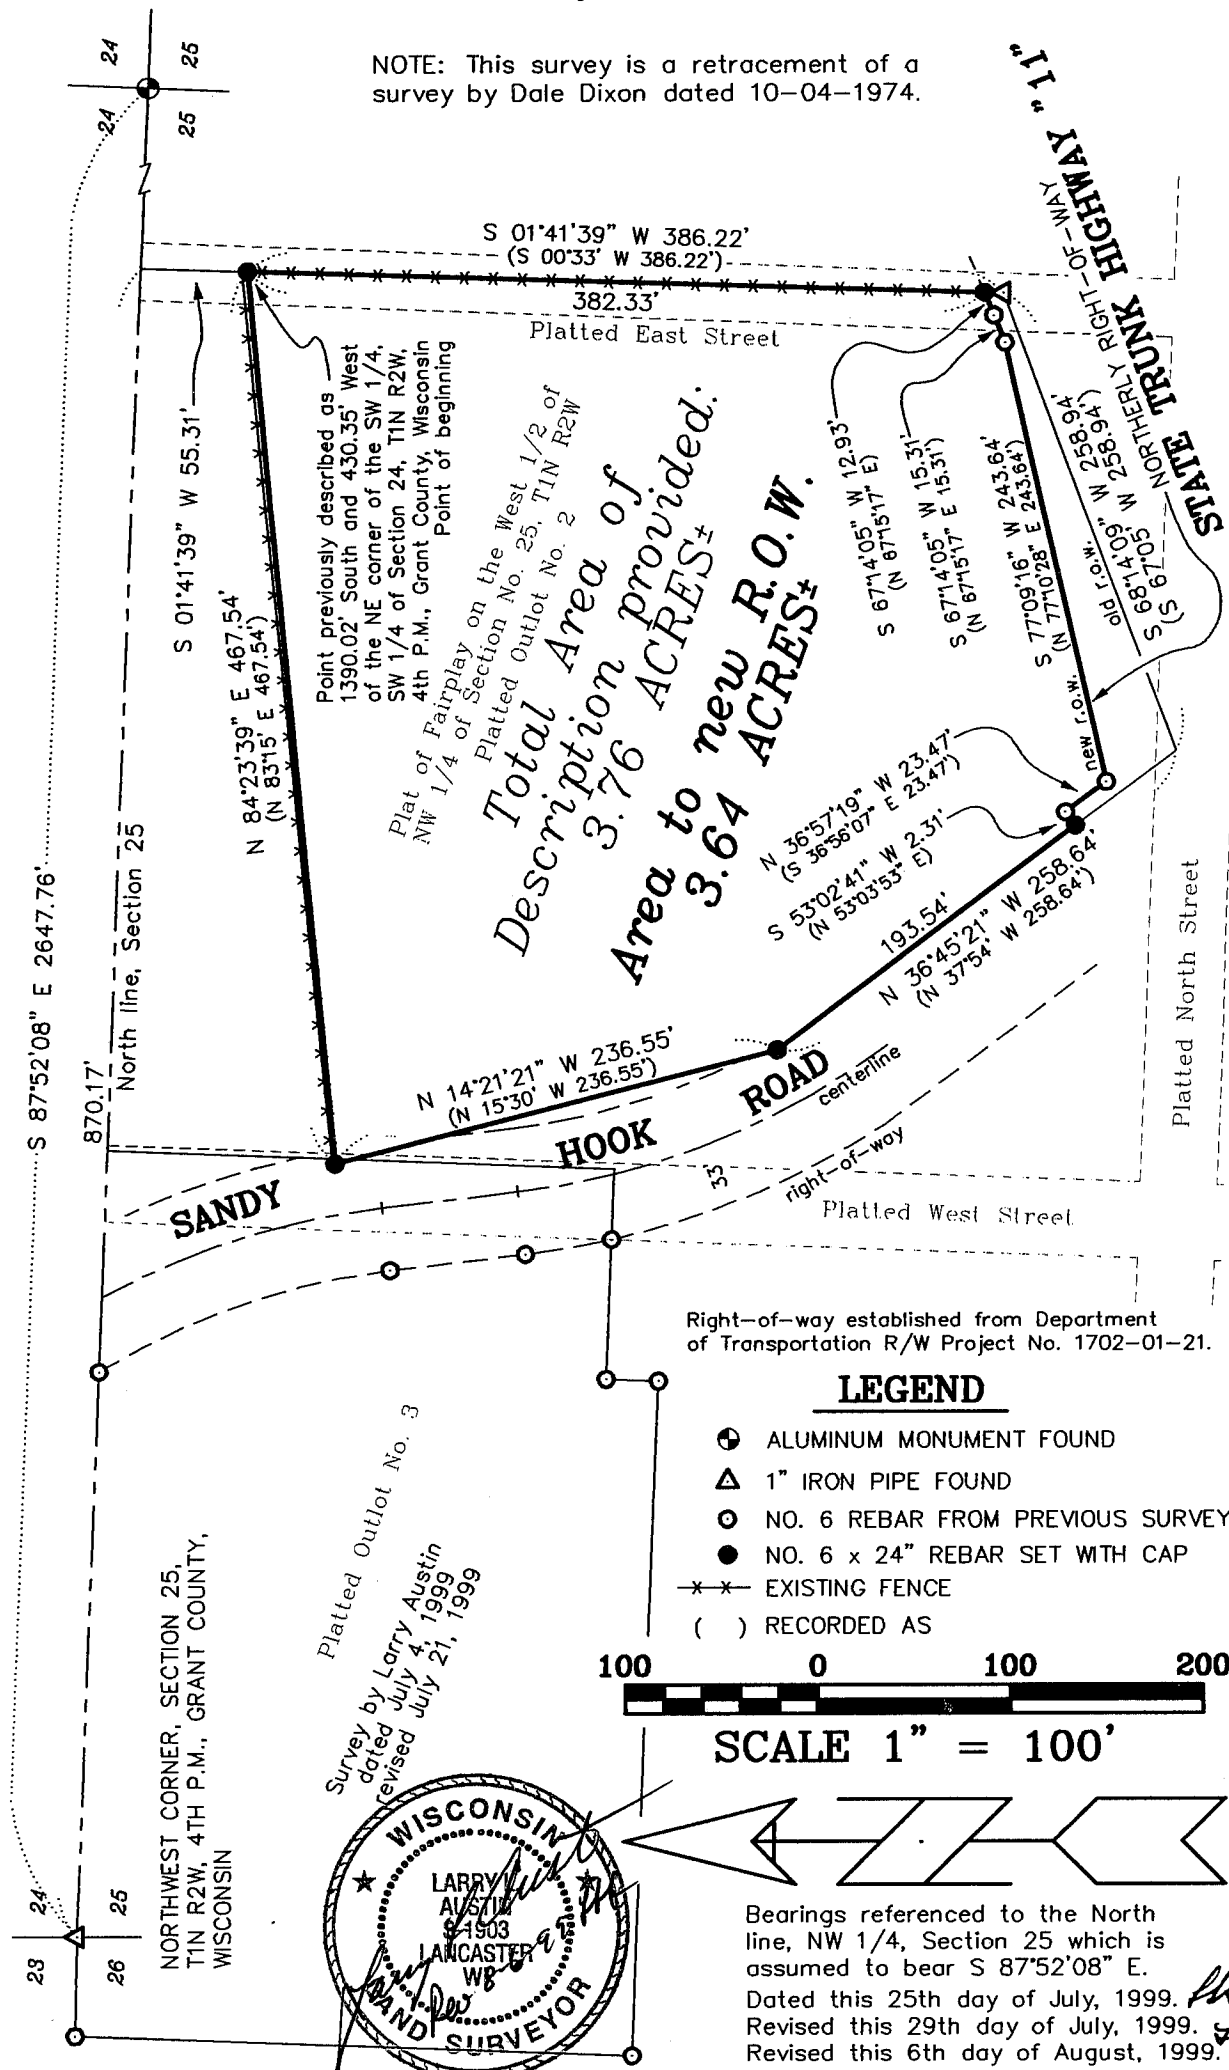 24
25
24
25
NOTE: This survey is a retracement of a
survey by Dale Dixon dated 10-04-1974.
STATE TRUNK HIGHWAY "11"
NORTHERLY RIGHT-OF-WAY
S 01°41'39" W 386.22'
(S 00°33' W 386.22')
382.33'
Platted East Street
S 01°41'39" W 55.31'
Point previously described as
1390.02' South and 430.35' West
of the NE corner of the SW 1/4,
SW 1/4 of Section 24, T1N R2W,
4th P.M., Grant County, Wisconsin
Point of beginning
N 84°23'39" E 467.54'
(N 83°15' E 467.54')
Plat of Fairplay on the West 1/2 of
NW 1/4 of Section No. 25, T1N R2W
Platted Outlot No. 2
Total Area of
Description provided.
3.76 ACRES±
Area to new R.O.W.
3.64 ACRES±
S 67°14'05" W 12.93'
(N 67°15'17" E)
S 67°14'05" W 15.31'
(N 67°15'17" E 15.31')
S 77°09'16" W 243.64'
(N 77°10'28" E 243.64')
old r.o.w.
S 68°14'09" W 258.94'
(S 67°05' W 258.94')
new r.o.w.
N 36°57'19" W 23.47'
(S 36°56'07" E 23.47')
S 53°02'41" W 2.31'
(N 53°03'53" E)
193.54'
N 36°45'21" W 258.64'
(N 37°54' W 258.64')
Platted North Street
S 87°52'08" E 2647.76'
870.17'
North line, Section 25
N 14°21'21" W 236.55'
(N 15°30' W 236.55')
SANDY HOOK ROAD
centerline
33'
right-of-way
Platted West Street
Right-of-way established from Department
of Transportation R/W Project No. 1702-01-21.
LEGEND
ALUMINUM MONUMENT FOUND
1" IRON PIPE FOUND
NO. 6 REBAR FROM PREVIOUS SURVEY
NO. 6 x 24" REBAR SET WITH CAP
EXISTING FENCE
( ) RECORDED AS
100 0 100 200
SCALE 1" = 100'
Platted Outlot No. 3
Survey by Larry Austin
dated July 4, 1999
revised July 21, 1999
NORTHWEST CORNER, SECTION 25,
T1N R2W, 4TH P.M., GRANT COUNTY,
WISCONSIN
24
25
23
26
WISCONSIN
LARRY L.
AUSTIN
S-1903
LANCASTER
WI
LAND SURVEYOR
Bearings referenced to the North
line, NW 1/4, Section 25 which is
assumed to bear S 87°52'08" E.
Dated this 25th day of July, 1999.
Revised this 29th day of July, 1999.
Revised this 6th day of August, 1999.